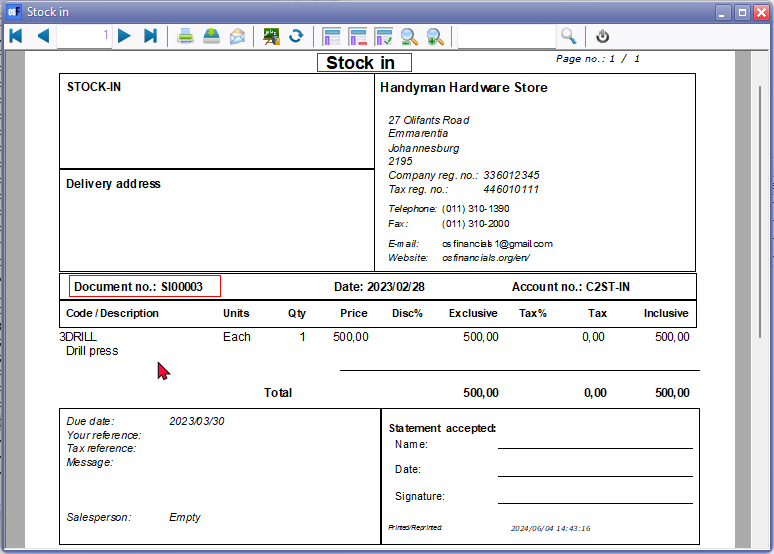 Stock in
1
Stock in
Page no.: 1 / 1
STOCK-IN
Delivery address
Handyman Hardware Store
27 Olifants Road
Emmarentia
Johannesburg
2195
Company reg. no.: 336012345
Tax reg. no.: 446010111
Telephone: (011) 310-1390
Fax: (011) 310-2000
E-mail: osfinancials1@gmail.com
Website: osfinancials.org/en/
Document no.: SI00003 Date: 2023/02/28 Account no.: C2ST-IN
Code / Description Units Qty Price Disc% Exclusive Tax% Tax Inclusive
3DRILL Each 1 500,00 500,00 0,00 500,00
Drill press
Total 500,00 0,00 500,00
Due date: 2023/03/30
Your reference:
Tax reference:
Message:
Salesperson: Empty
Statement accepted:
Name:
Date:
Signature:
Printed/Reprinted: 2024/06/04 14:43:16